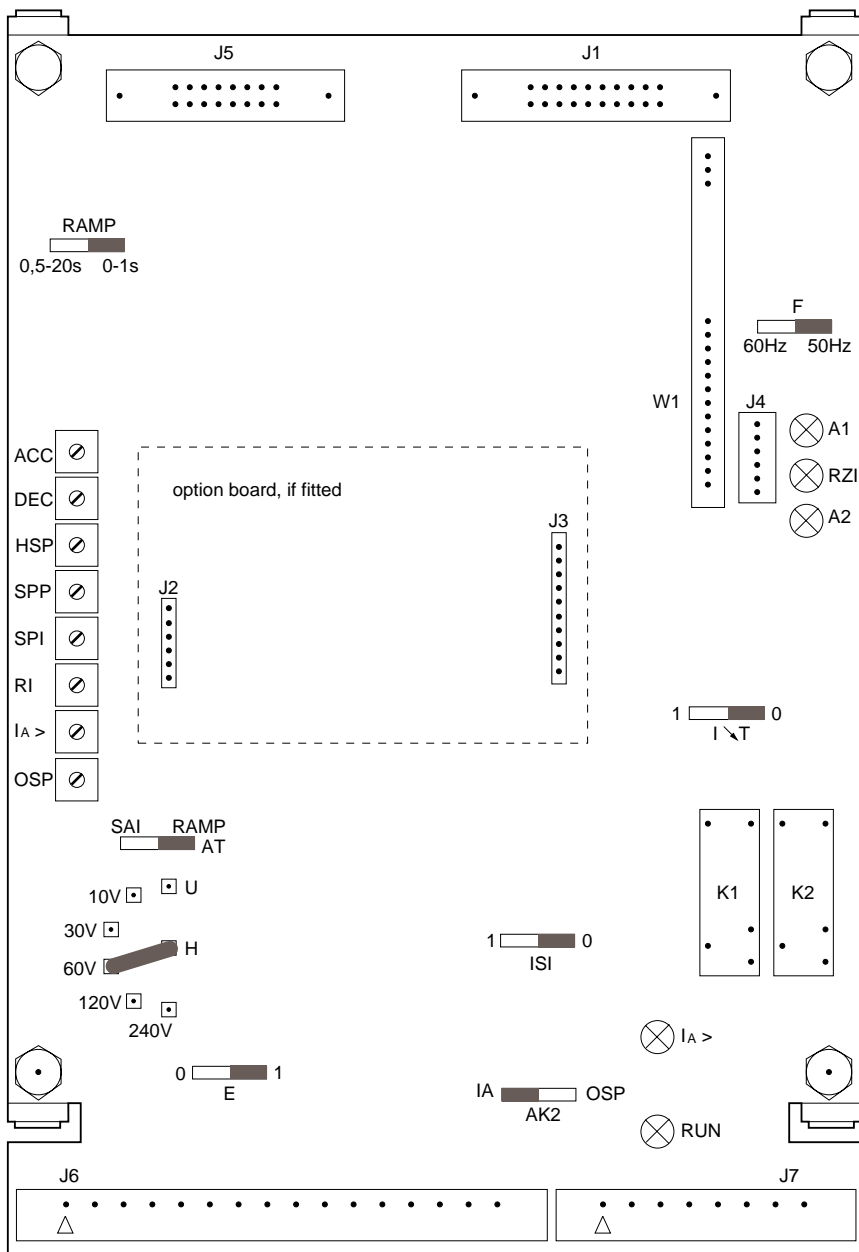 J5 J1
RAMP
0,5-20s 0-1s
F
60Hz 50Hz
W1 J4
A1
ACC
RZI
DEC
option board, if fitted
A2
J3
HSP
J2
SPP
SPI
RI
1 0
I ↘ T
IA >
OSP
SAI RAMP
AT
U
10V
K1 K2
30V
1 0
H
ISI
60V
120V
240V
IA >
0 1
E
IA OSP
AK2
RUN
J6 J7